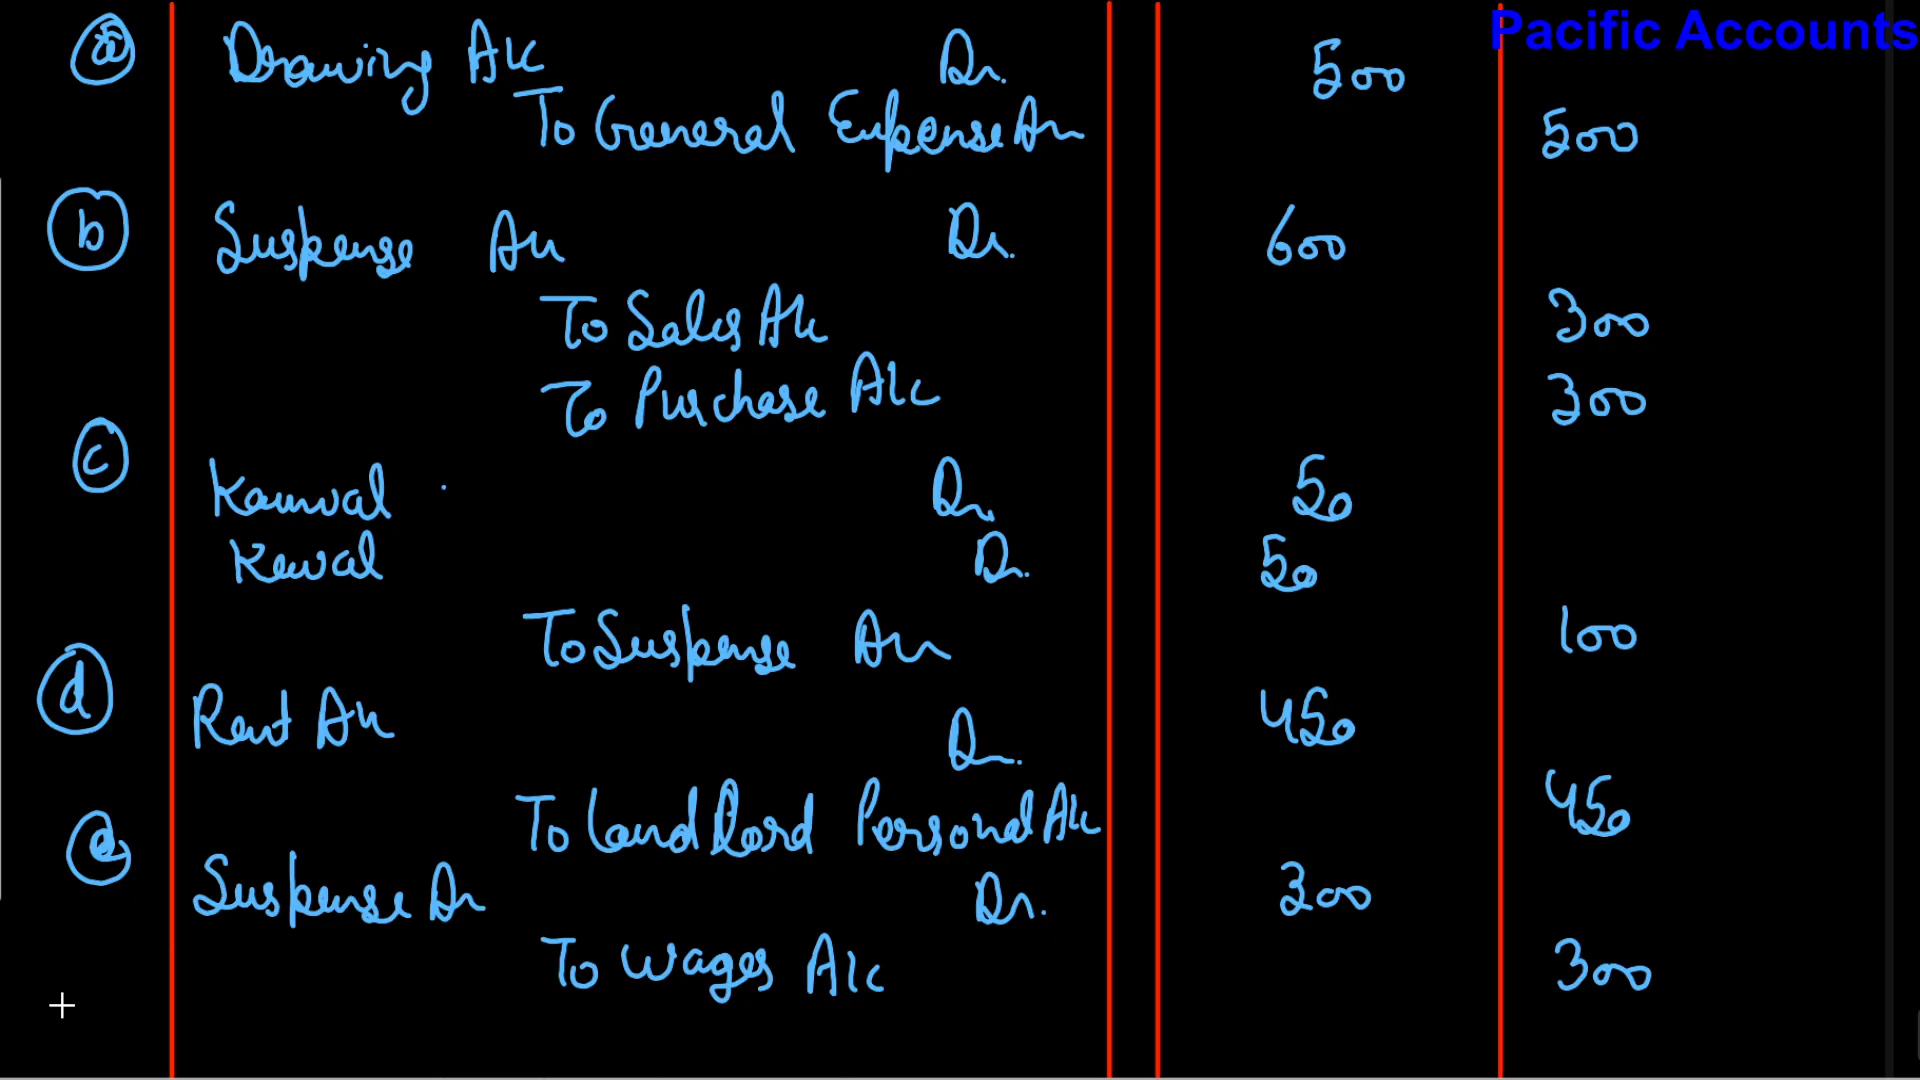 Pacific Accounts
a Drawing A/c Dr. 500
To General Expense A/c 500
b Suspense A/c Dr. 600
To Sales A/c 300
To Purchase A/c 300
c Kanwal Dr. 50
Kewal Dr. 50
To Suspense A/c 100
d Rent A/c Dr. 450
To Land Lord Personal A/c 450
e Suspense A/c Dr. 300
To Wages A/c 300